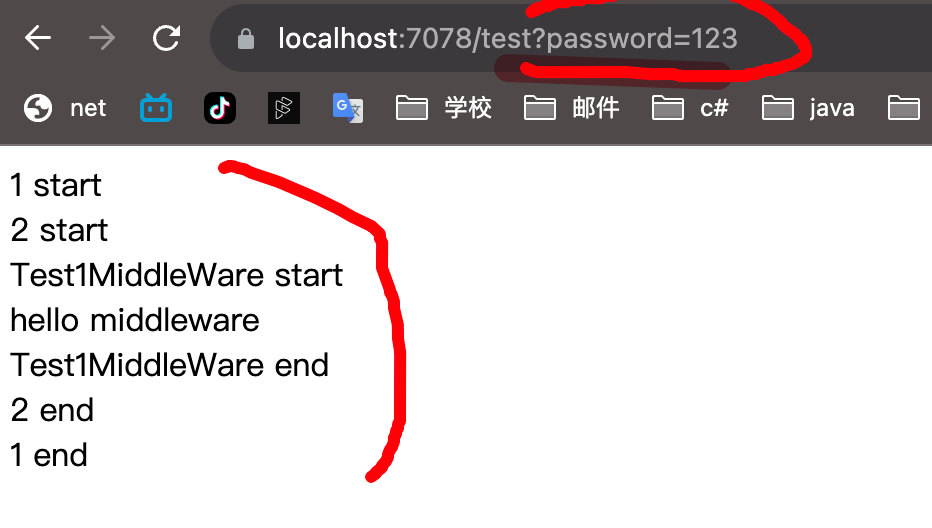 localhost:7078/test?password=123
net 学校 邮件 c# java
1 start
2 start
Test1MiddleWare start
hello middleware
Test1MiddleWare end
2 end
1 end